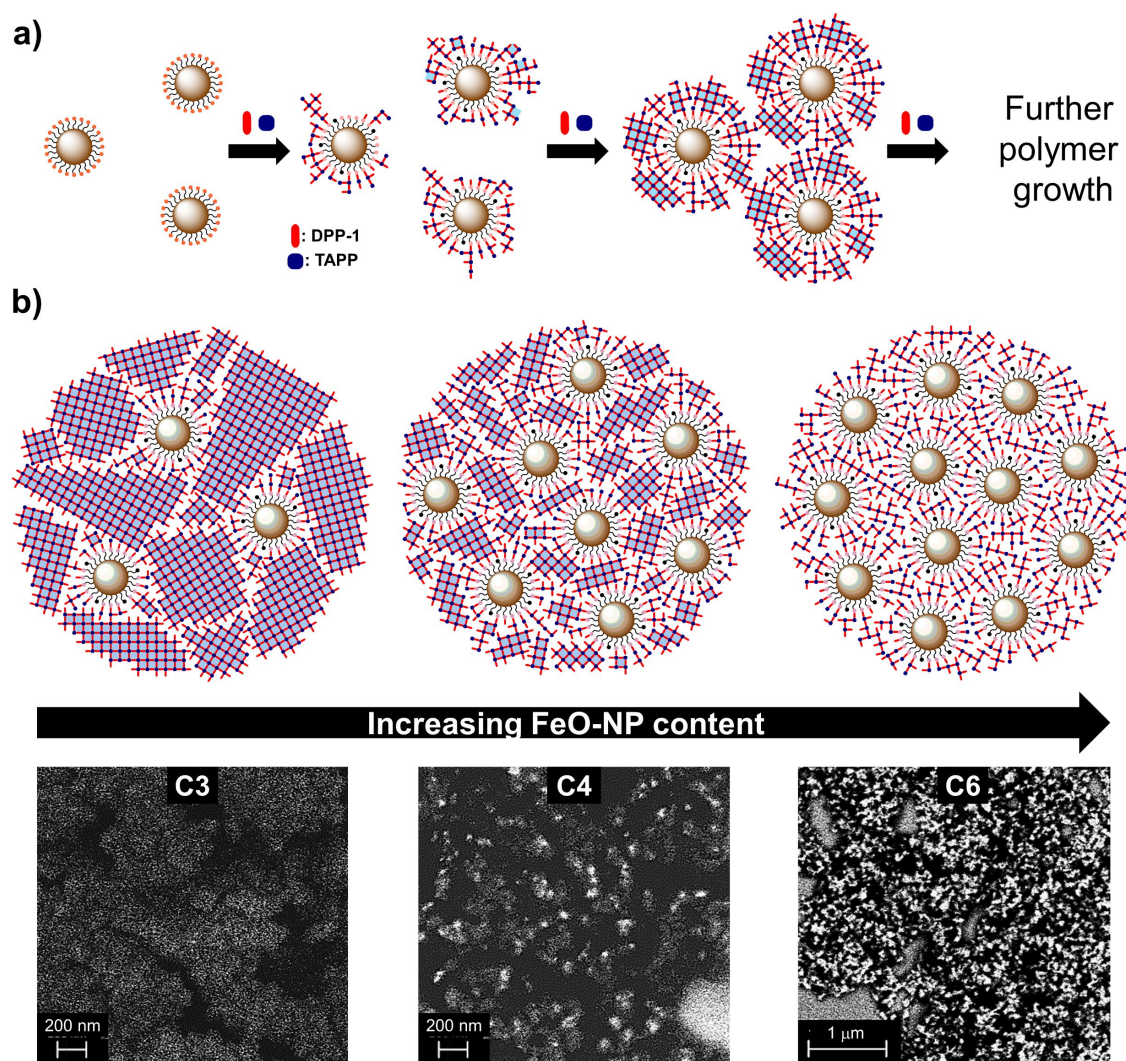 a)
Further
polymer
growth
: DPP-1
: TAPP
b)
Increasing FeO-NP content
C3
C4
C6
200 nm
200 nm
1 μm